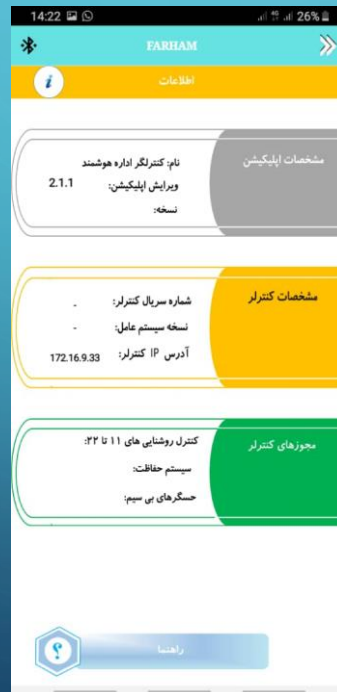 14:22 26%
FARHAM
اطلاعات
مشخصات اپلیکیشن
نام: کنترلگر اداره هوشمند
ویرایش اپلیکیشن: 2.1.1
نسخه:
مشخصات کنترلر
شماره سریال کنترلر: -
نسخه سیستم عامل: -
آدرس IP کنترلر: 172.16.9.33
مجوزهای کنترلر
کنترل روشنایی های ۱۱ تا ۲۲:
سیستم حفاظت:
حسگرهای بی سیم:
راهنما
؟